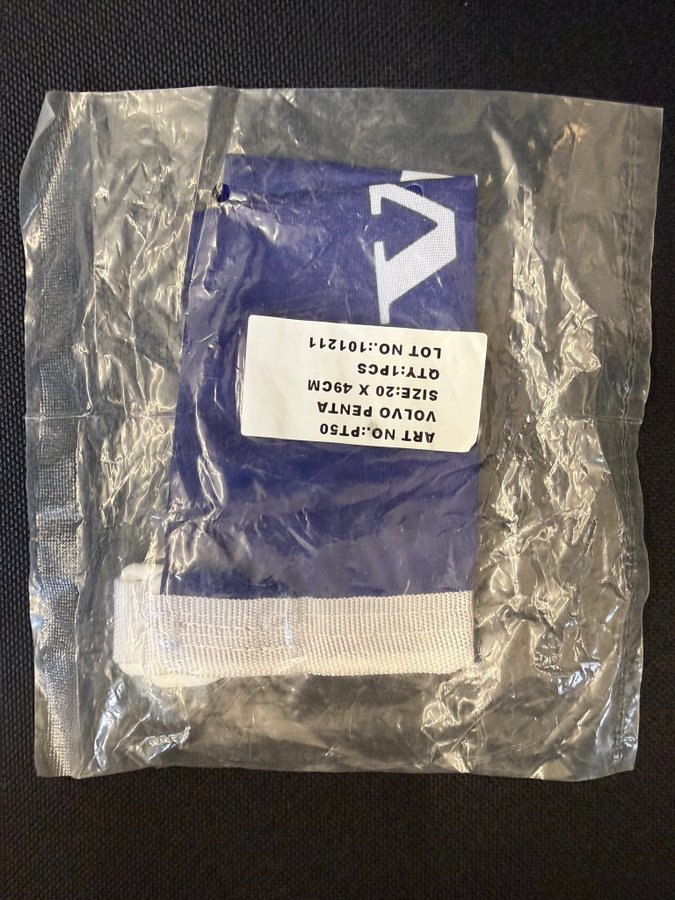 ART NO.:PT50
VOLVO PENTA
SIZE:20 X 49CM
QTY:1PCS
LOT NO.:101211